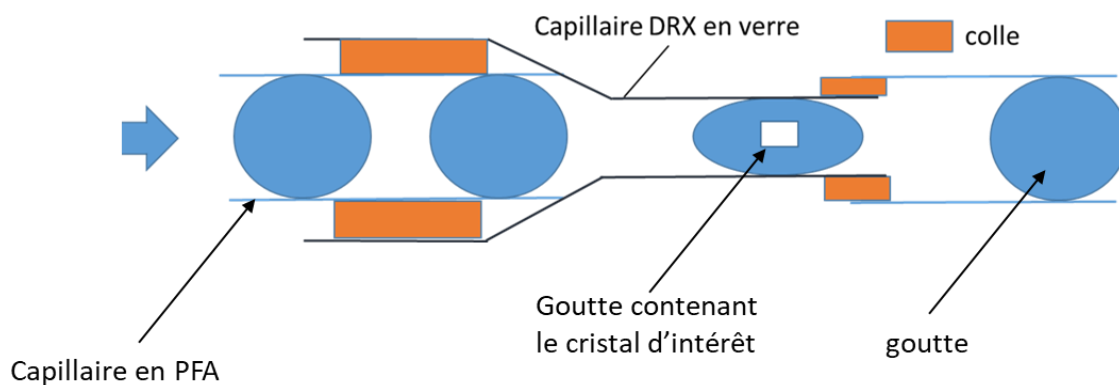 Capillaire DRX en verre
colle
Goutte contenant
le cristal d'intérêt
goutte
Capillaire en PFA